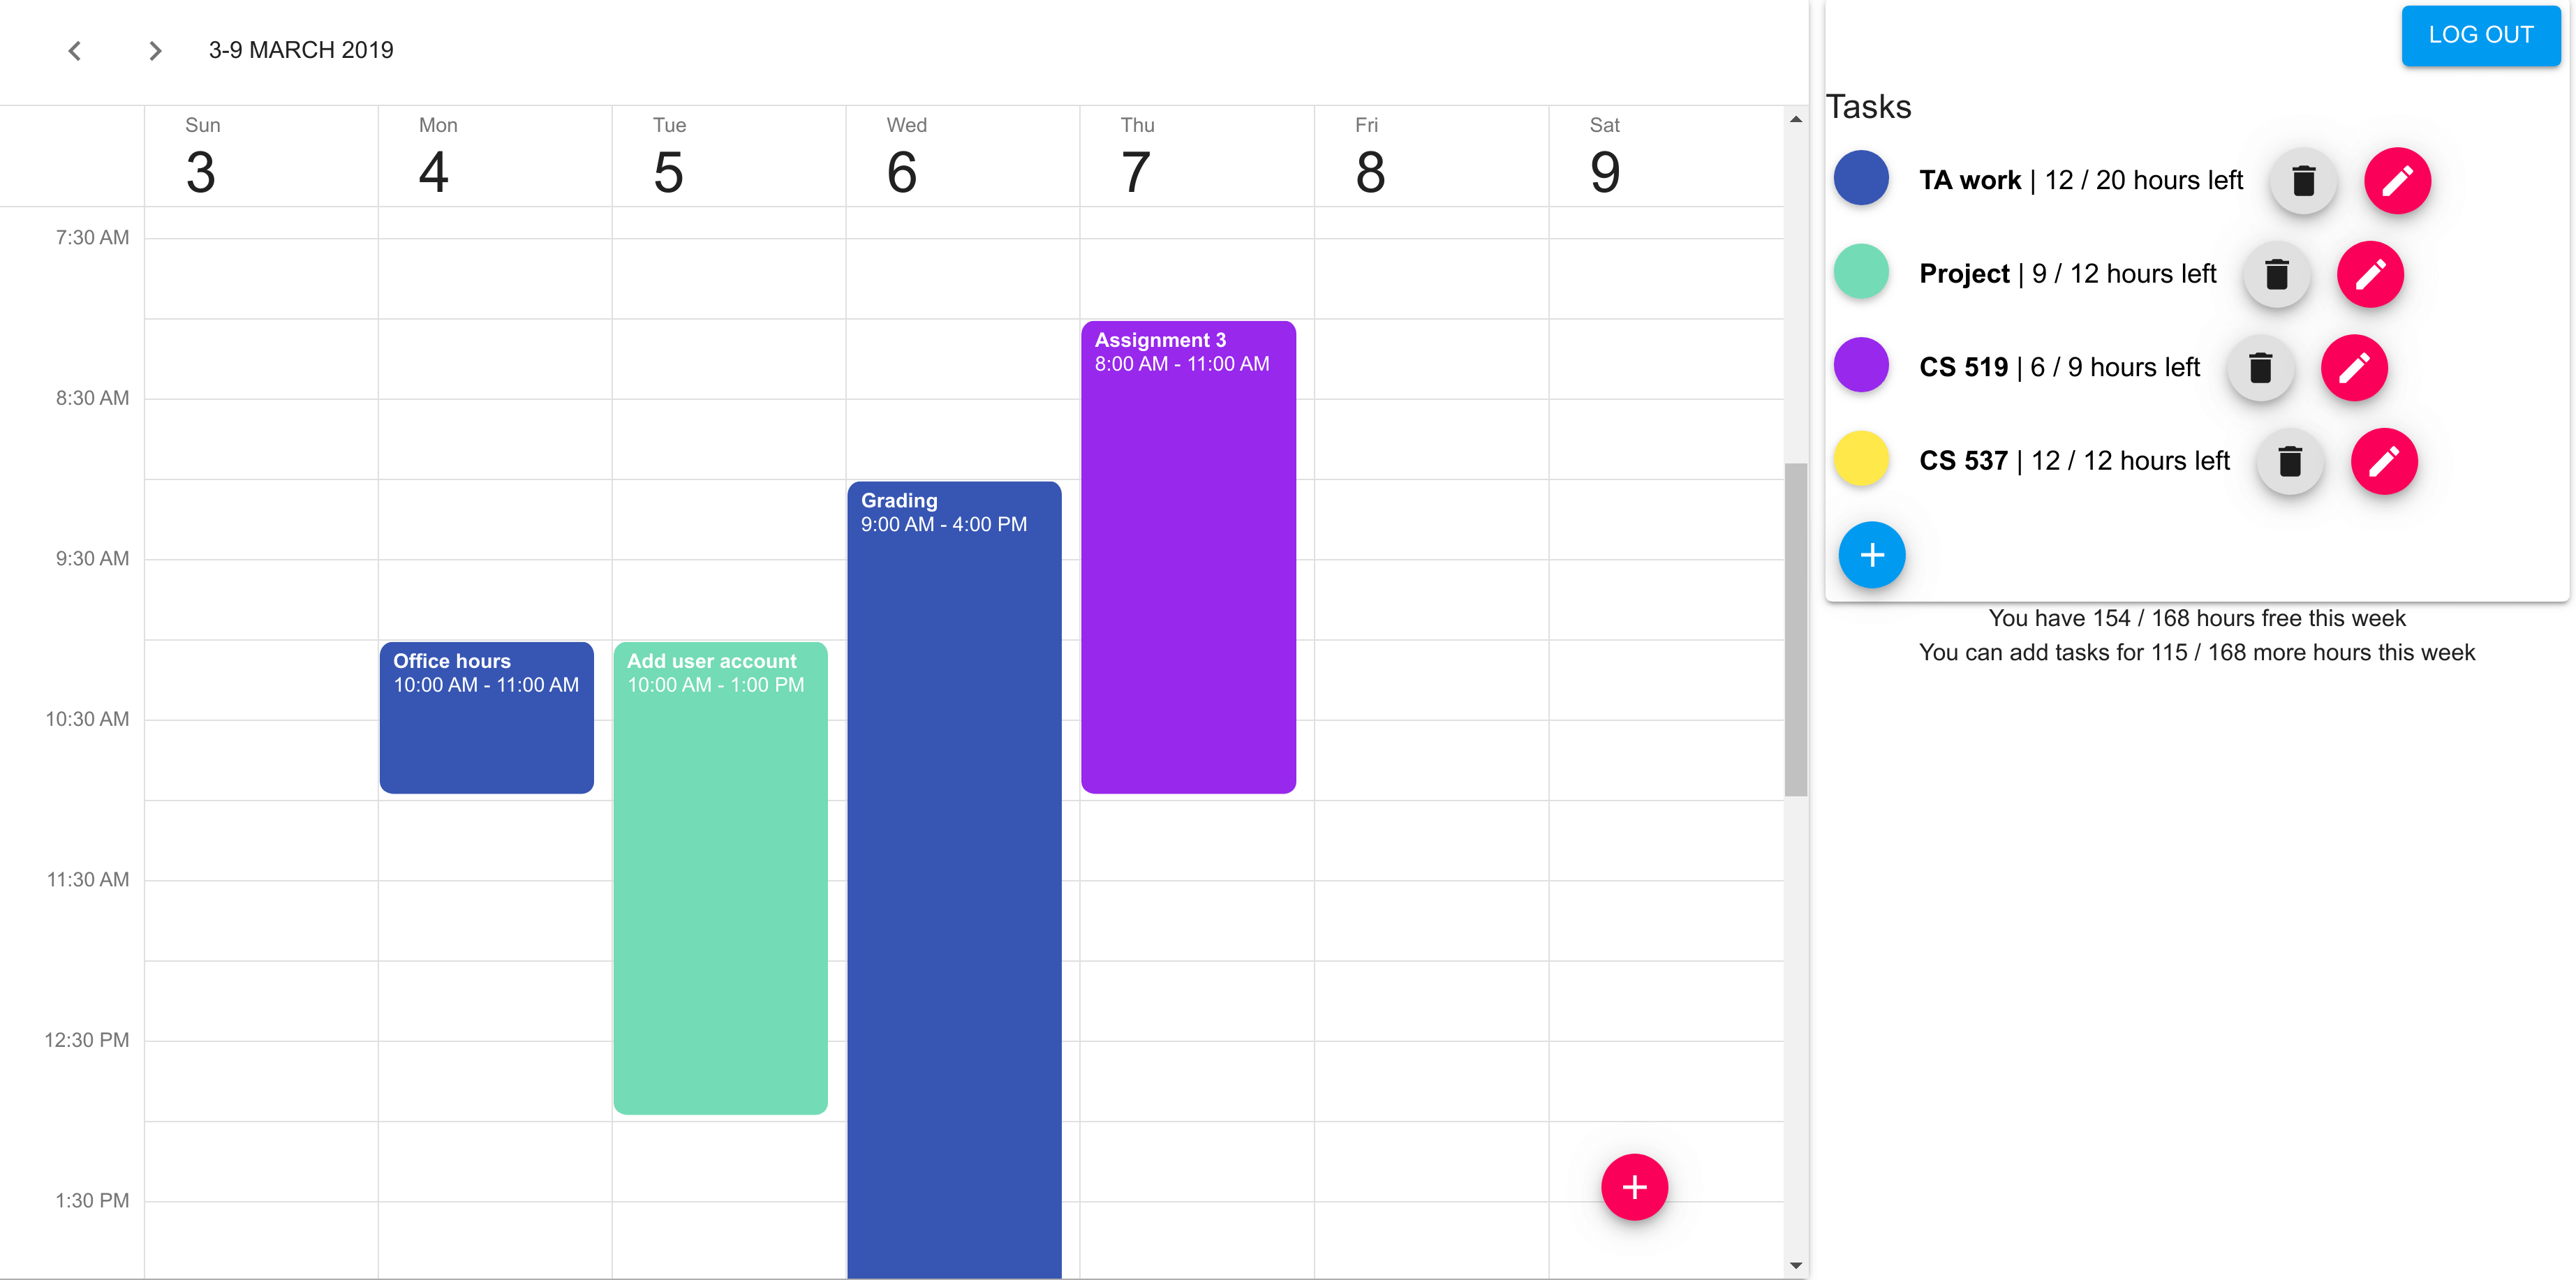 3-9 MARCH 2019
LOG OUT
Sun
3
Mon
4
Tue
5
Wed
6
Thu
7
Fri
8
Sat
9
7:30 AM
8:30 AM
9:30 AM
10:30 AM
11:30 AM
12:30 PM
1:30 PM
Office hours
10:00 AM - 11:00 AM
Add user account
10:00 AM - 1:00 PM
Grading
9:00 AM - 4:00 PM
Assignment 3
8:00 AM - 11:00 AM
Tasks
TA work | 12 / 20 hours left
Project | 9 / 12 hours left
CS 519 | 6 / 9 hours left
CS 537 | 12 / 12 hours left
You have 154 / 168 hours free this week
You can add tasks for 115 / 168 more hours this week